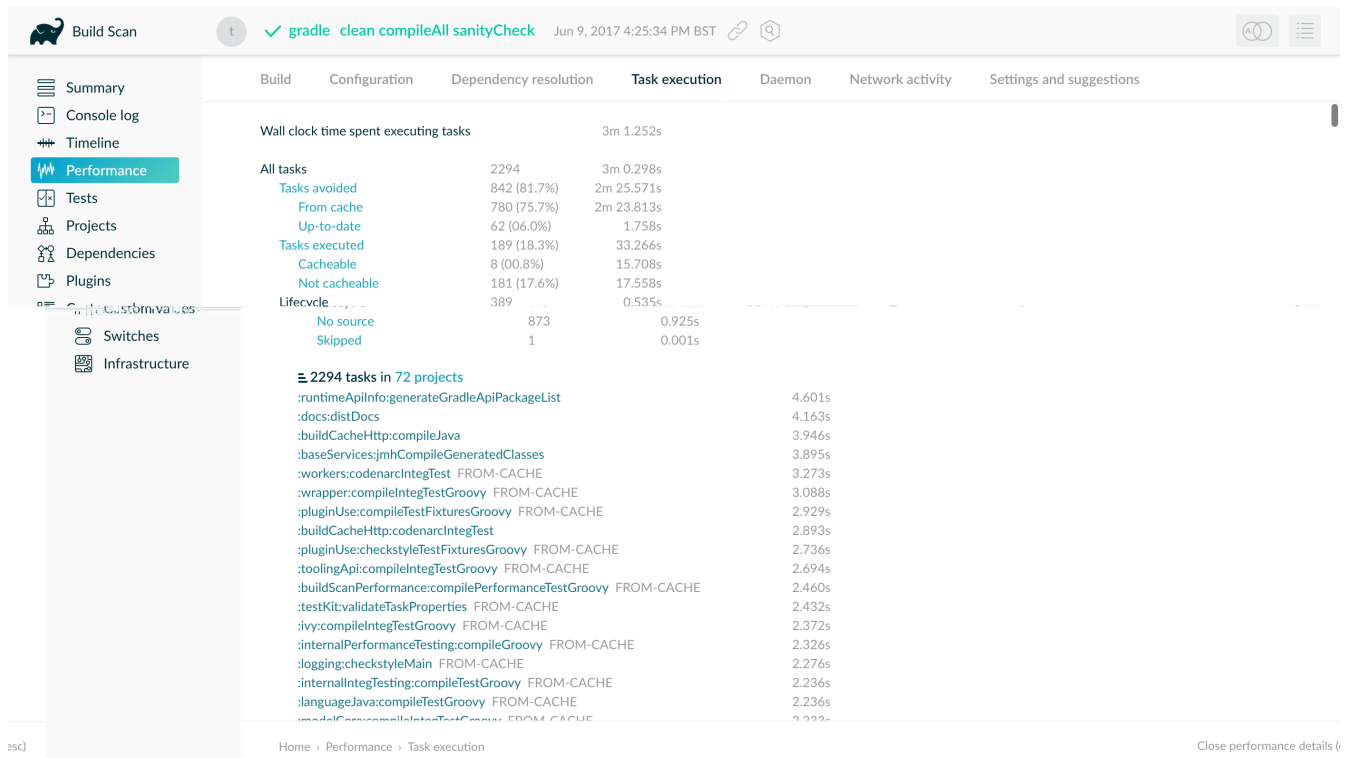 Build Scan
t
gradle clean compileAll sanityCheck Jun 9, 2017 4:25:34 PM BST
Build Configuration Dependency resolution Task execution Daemon Network activity Settings and suggestions
Summary
Console log
Timeline
Performance
Tests
Projects
Dependencies
Plugins
Switches
Infrastructure
Wall clock time spent executing tasks 3m 1.252s
All tasks 2294 3m 0.298s
Tasks avoided 842 (81.7%) 2m 25.571s
From cache 780 (75.7%) 2m 23.813s
Up-to-date 62 (06.0%) 1.758s
Tasks executed 189 (18.3%) 33.266s
Cacheable 8 (00.8%) 15.708s
Not cacheable 181 (17.6%) 17.558s
Lifecycle 389 0.535s
No source 873 0.925s
Skipped 1 0.001s
2294 tasks in 72 projects
:runtimeApiInfo:generateGradleApiPackageList 4.601s
:docs:distDocs 4.163s
:buildCacheHttp:compileJava 3.946s
:baseServices:jmhCompileGeneratedClasses 3.895s
:workers:codenarcIntegTest FROM-CACHE 3.273s
:wrapper:compileIntegTestGroovy FROM-CACHE 3.088s
:pluginUse:compileTestFixturesGroovy FROM-CACHE 2.929s
:buildCacheHttp:codenarcIntegTest 2.893s
:pluginUse:checkstyleTestFixturesGroovy FROM-CACHE 2.736s
:toolingApi:compileIntegTestGroovy FROM-CACHE 2.694s
:buildScanPerformance:compilePerformanceTestGroovy FROM-CACHE 2.460s
:testKit:validateTaskProperties FROM-CACHE 2.432s
:ivy:compileIntegTestGroovy FROM-CACHE 2.372s
:internalPerformanceTesting:compileGroovy FROM-CACHE 2.326s
:logging:checkstyleMain FROM-CACHE 2.276s
:internalIntegTesting:compileTestGroovy FROM-CACHE 2.236s
:languageJava:compileTestGroovy FROM-CACHE 2.236s
:modelCore:compileIntegTestGroovy FROM-CACHE 2.233s
esc) Home › Performance › Task execution Close performance details (